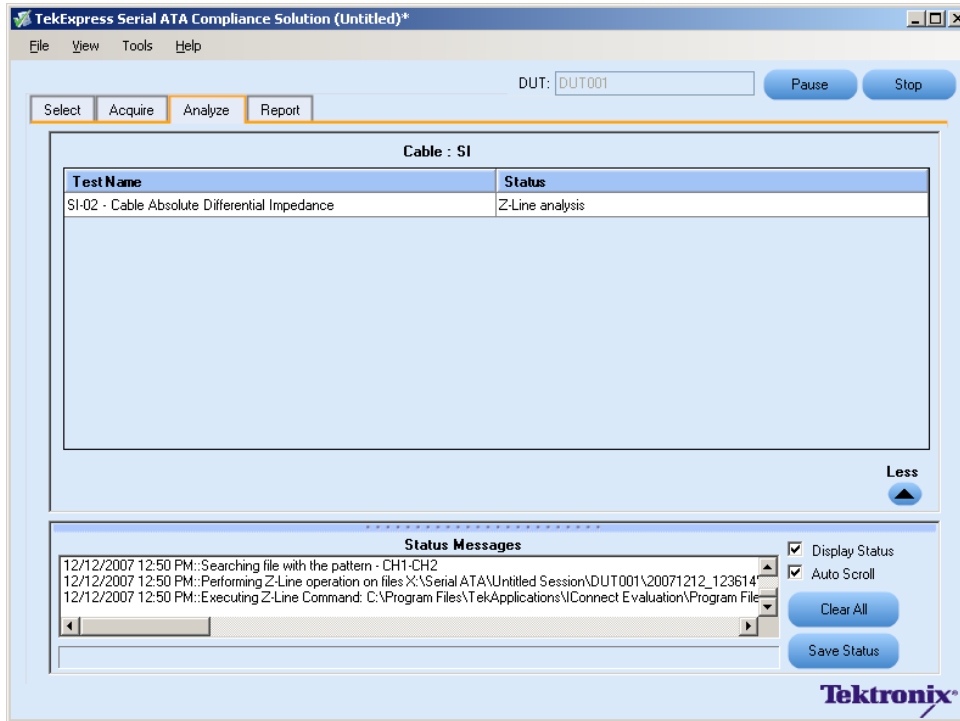 TekExpress Serial ATA Compliance Solution (Untitled)*
File View Tools Help
DUT: DUT001 Pause Stop
Select Acquire Analyze Report
Cable : SI
Test Name Status
SI-02 - Cable Absolute Differential Impedance Z-Line analysis
Less
Status Messages
12/12/2007 12:50 PM::Searching file with the pattern - CH1-CH2
12/12/2007 12:50 PM::Performing Z-Line operation on files X:\Serial ATA\Untitled Session\DUT001\20071212_123614
12/12/2007 12:50 PM::Executing Z-Line Command: C:\Program Files\TekApplications\IConnect Evaluation\Program File
Display Status
Auto Scroll
Clear All
Save Status
Tektronix